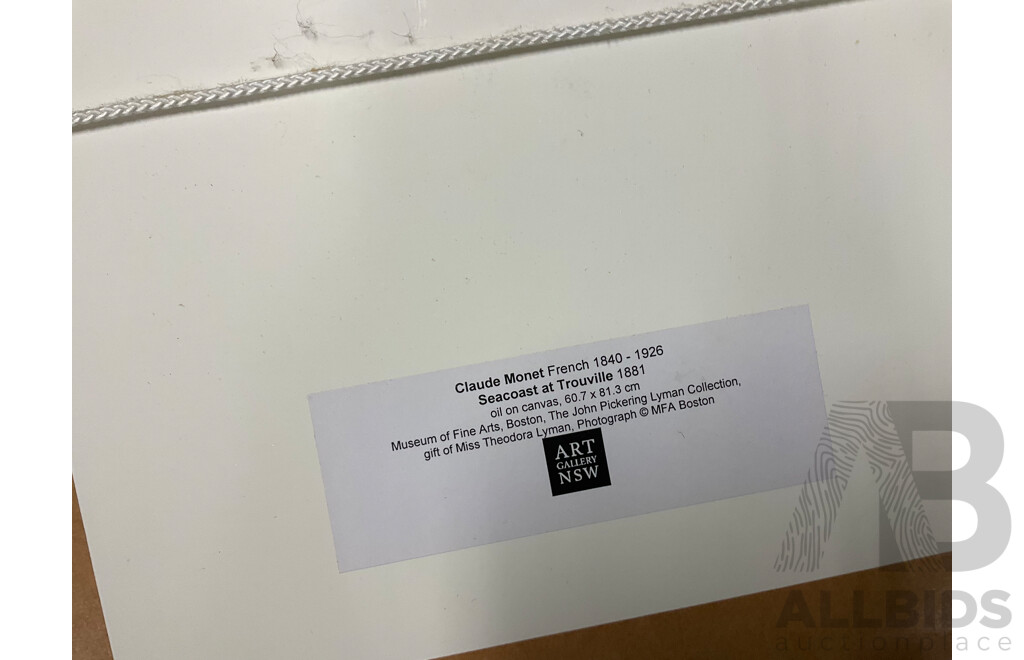 Claude Monet French 1840 - 1926
Seacoast at Trouville 1881
oil on canvas, 60.7 x 81.3 cm
Museum of Fine Arts, Boston, The John Pickering Lyman Collection,
gift of Miss Theodora Lyman, Photograph © MFA Boston
ART
GALLERY
NSW
AB
ALLBIDS
auctionplace